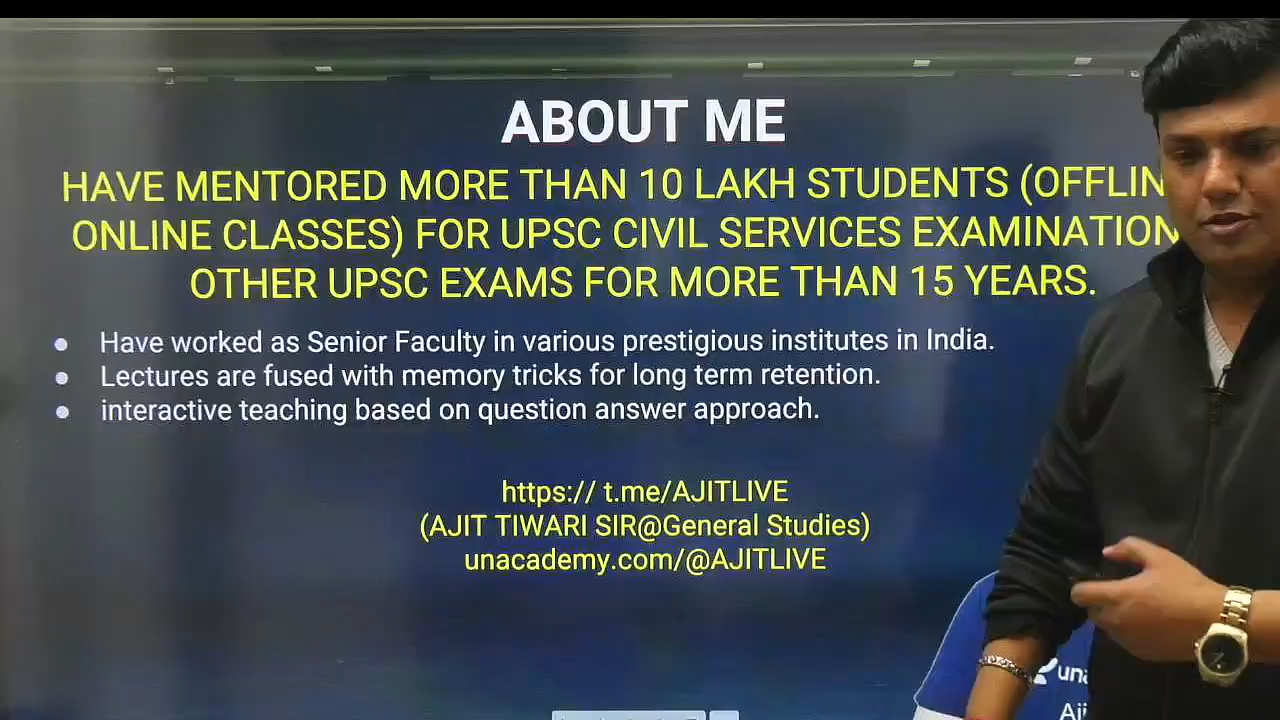 ABOUT ME
HAVE MENTORED MORE THAN 10 LAKH STUDENTS (OFFLIN
ONLINE CLASSES) FOR UPSC CIVIL SERVICES EXAMINATION
OTHER UPSC EXAMS FOR MORE THAN 15 YEARS.
● Have worked as Senior Faculty in various prestigious institutes in India.
● Lectures are fused with memory tricks for long term retention.
● interactive teaching based on question answer approach.
https:// t.me/AJITLIVE
(AJIT TIWARI SIR@General Studies)
unacademy.com/@AJITLIVE
una
Aji